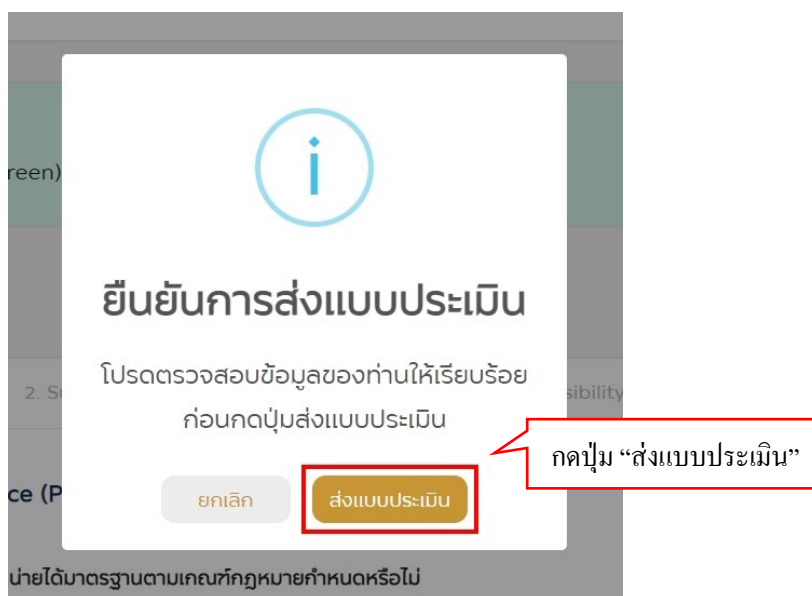 reen)
ยืนยันการส่งแบบประเมิน
โปรดตรวจสอบข้อมูลของท่านให้เรียบร้อย
ก่อนกดปุ่มส่งแบบประเมิน
2. S
sibility
กดปุ่ม “ส่งแบบประเมิน”
ยกเลิก ส่งแบบประเมิน
ce (P
น่ายได้มาตรฐานตามเกณฑ์กฎหมายกำหนดหรือไม่